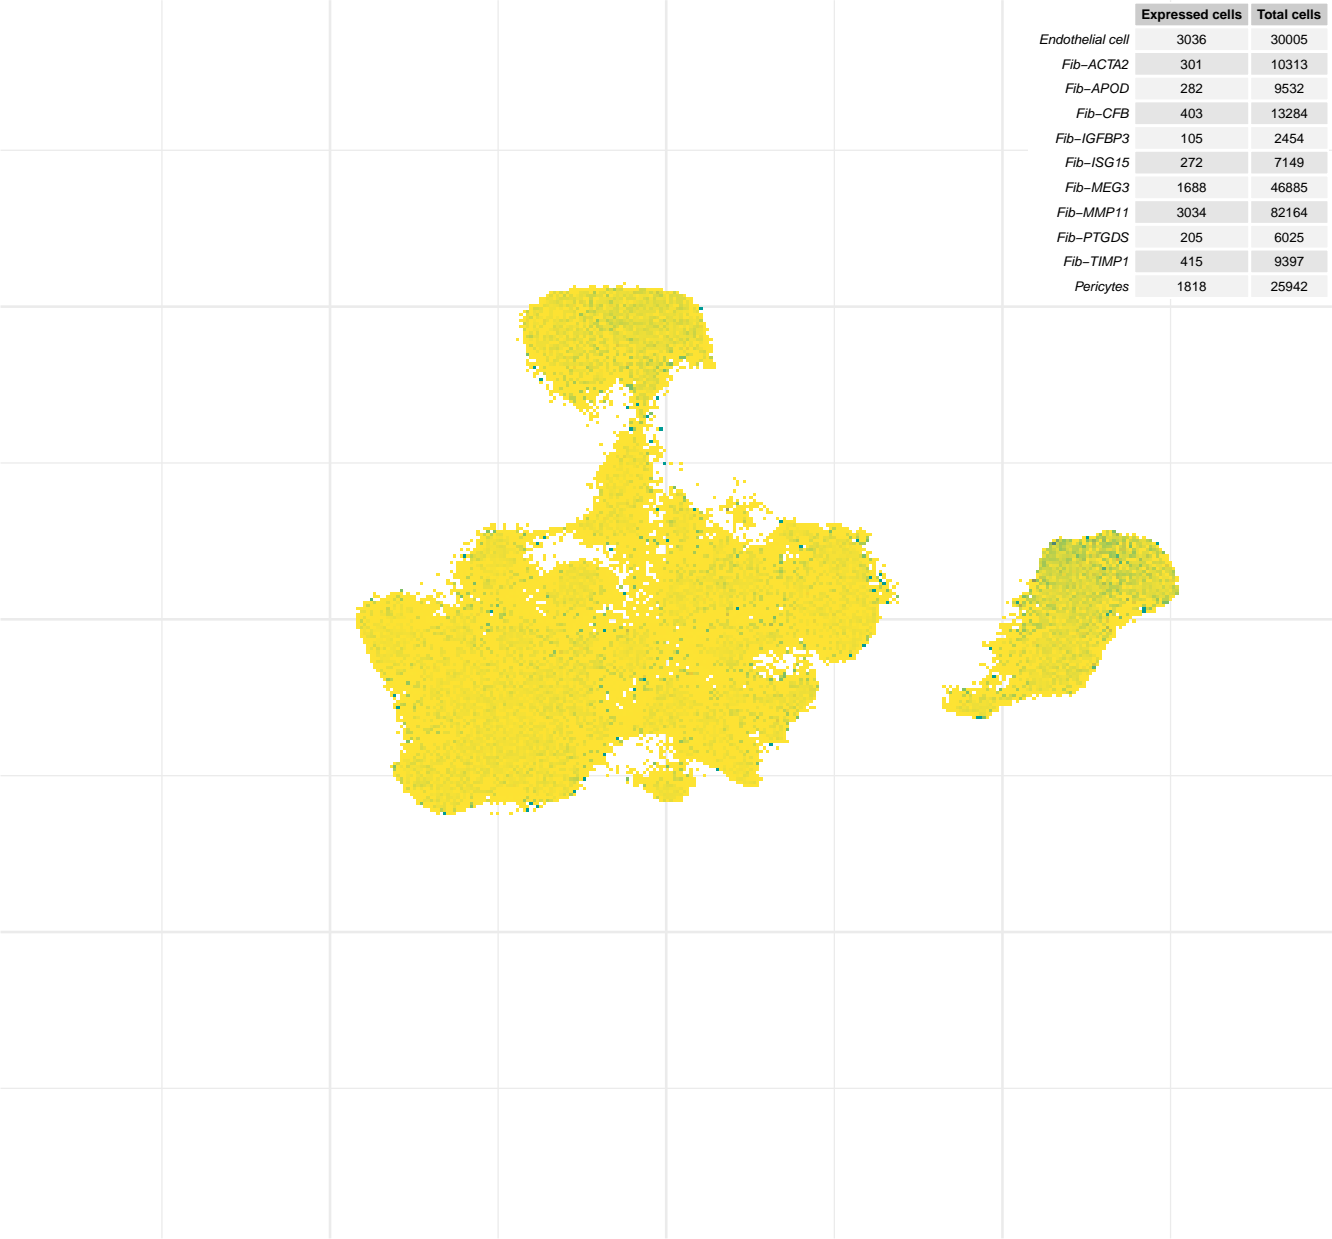 Expressed cells Total cells
Endothelial cell 3036 30005
Fib−ACTA2 301 10313
Fib−APOD 282 9532
Fib−CFB 403 13284
Fib−IGFBP3 105 2454
Fib−ISG15 272 7149
Fib−MEG3 1688 46885
Fib−MMP11 3034 82164
Fib−PTGDS 205 6025
Fib−TIMP1 415 9397
Pericytes 1818 25942